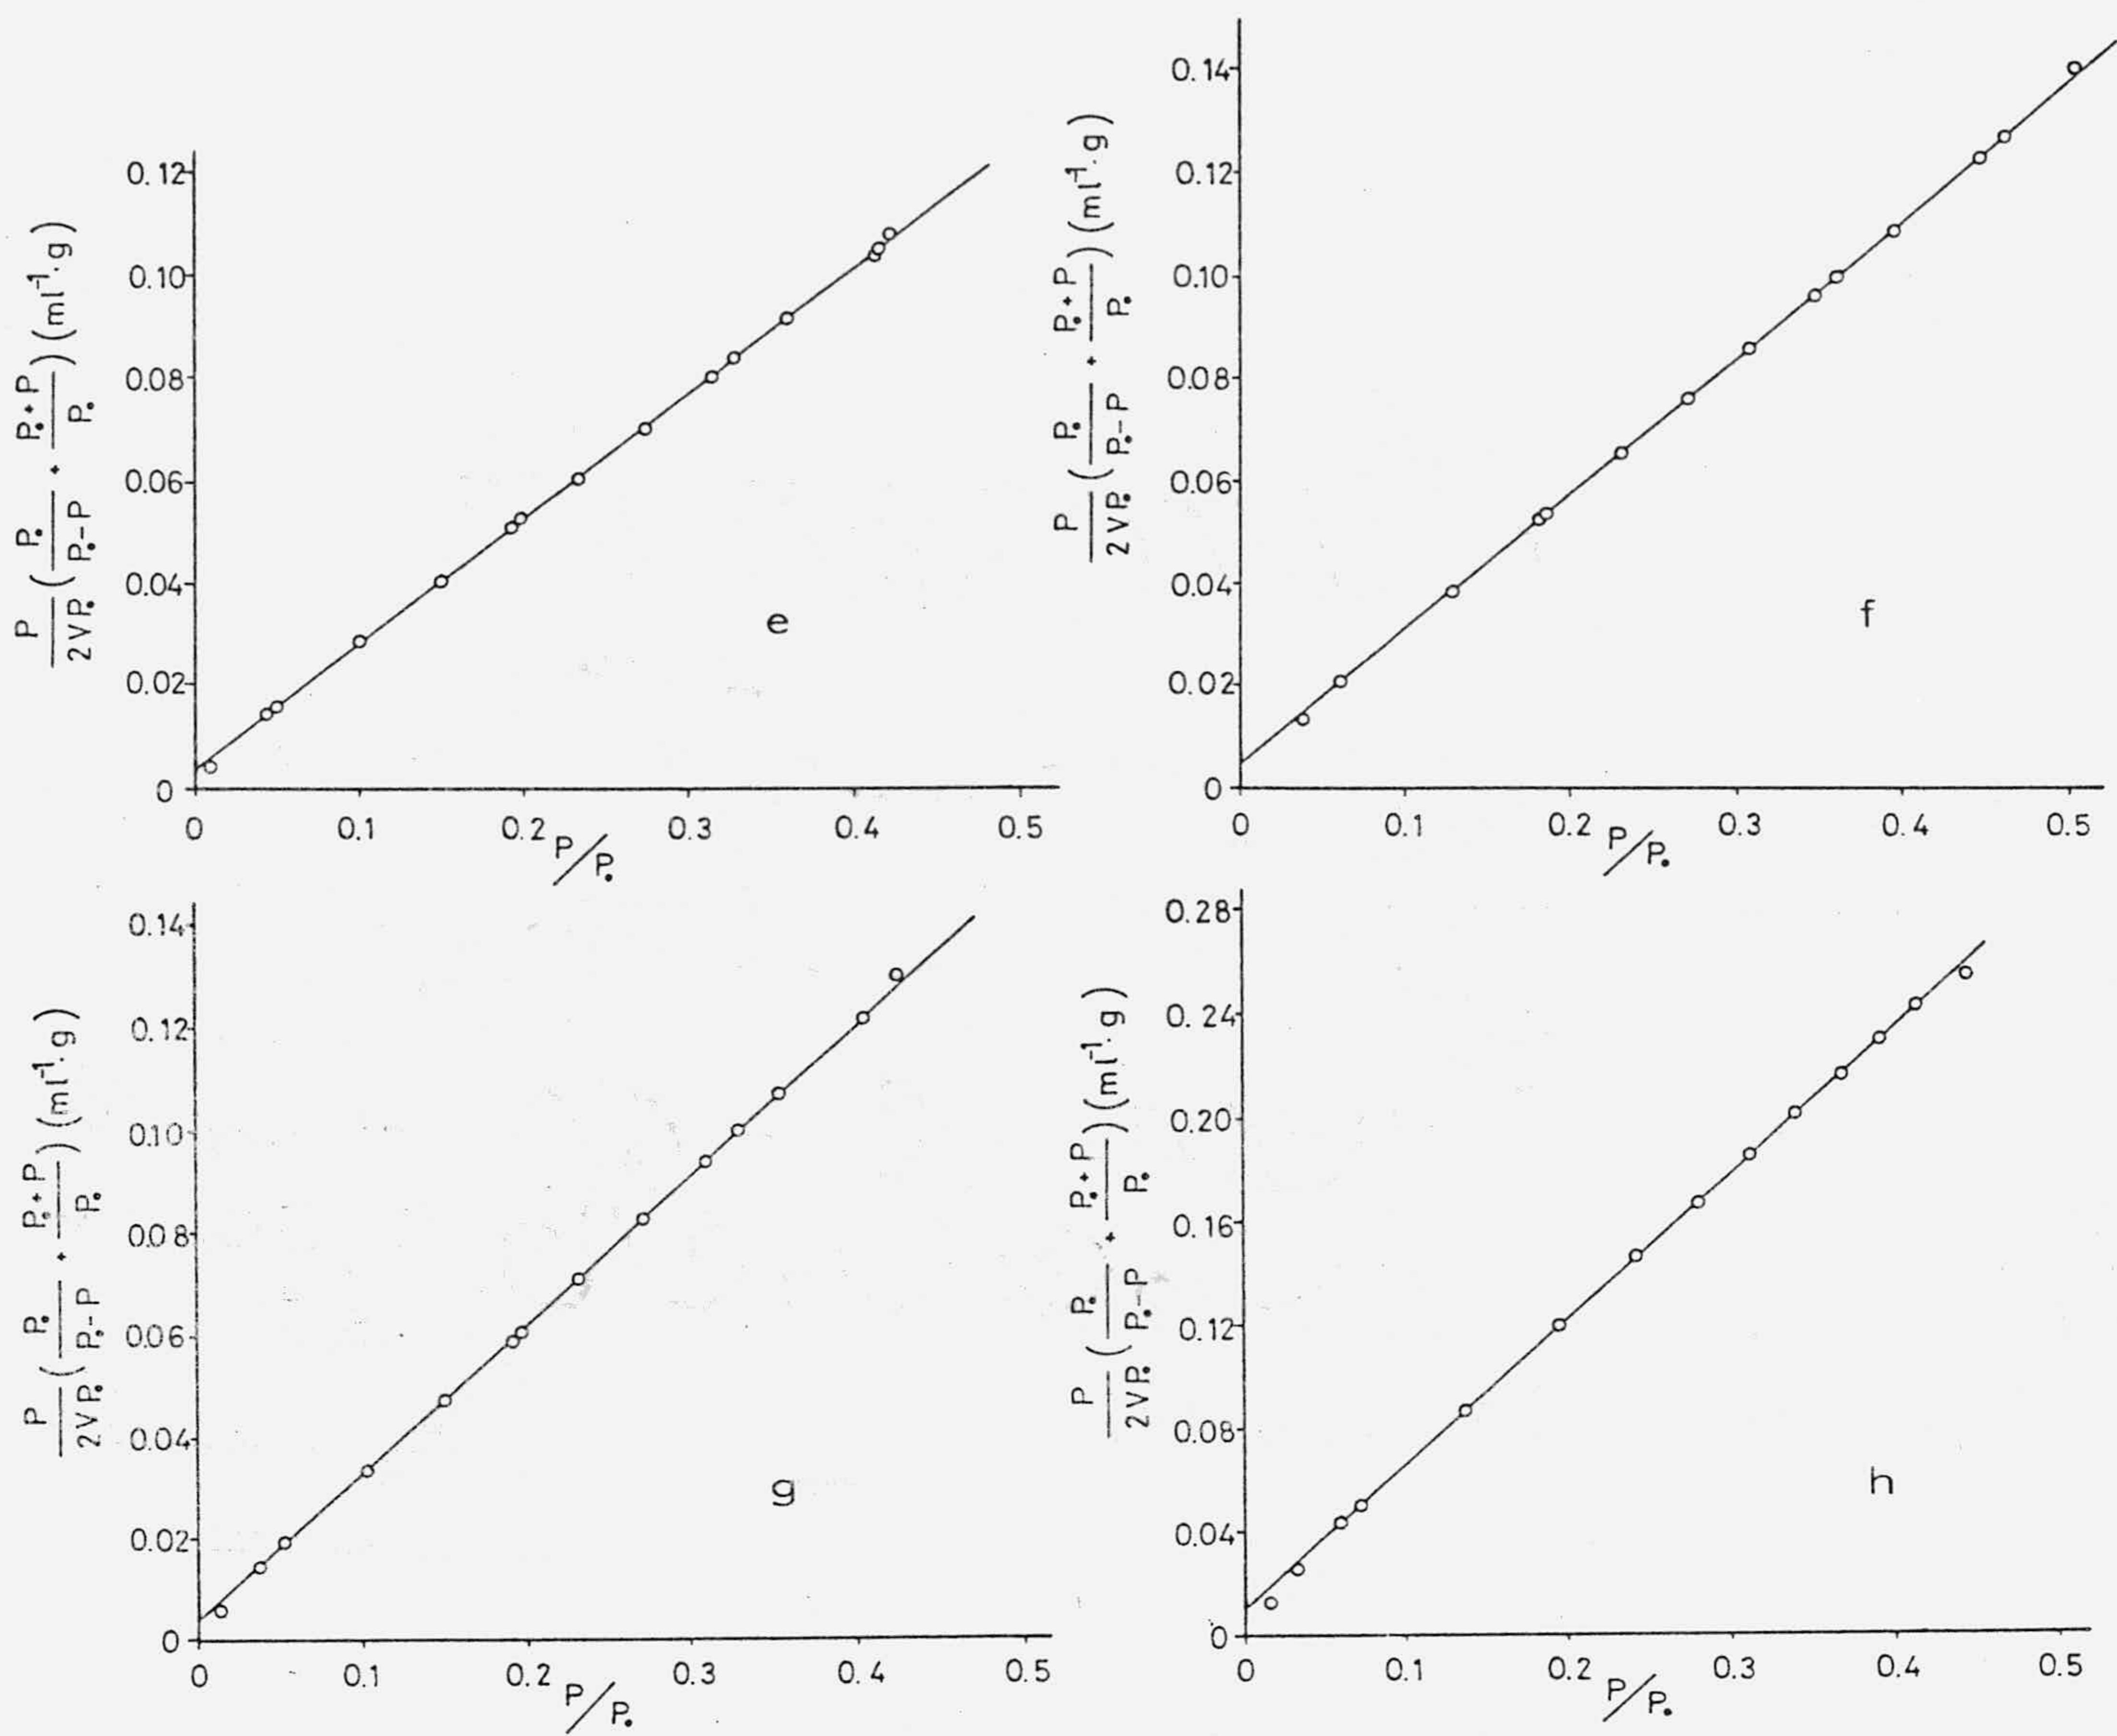 0.12
0.10
0.08
0.06
0.04
0.02
0
0 0.1 0.2 0.3 0.4 0.5
P/P₀
P/2VP₀ (P₀/P₀-P + P₀+P/P₀) (ml⁻¹·g)
e
0.14
0.12
0.10
0.08
0.06
0.04
0.02
0
0 0.1 0.2 0.3 0.4 0.5
P/P₀
P/2VP₀ (P₀/P₀-P + P₀+P/P₀) (ml⁻¹·g)
f
0.14
0.12
0.10
0.08
0.06
0.04
0.02
0
0 0.1 0.2 0.3 0.4 0.5
P/P₀
P/2VP₀ (P₀/P₀-P + P₀+P/P₀) (ml⁻¹·g)
g
0.28
0.24
0.20
0.16
0.12
0.08
0.04
0
0 0.1 0.2 0.3 0.4 0.5
P/P₀
P/2VP₀ (P₀/P₀-P + P₀+P/P₀) (ml⁻¹·g)
h